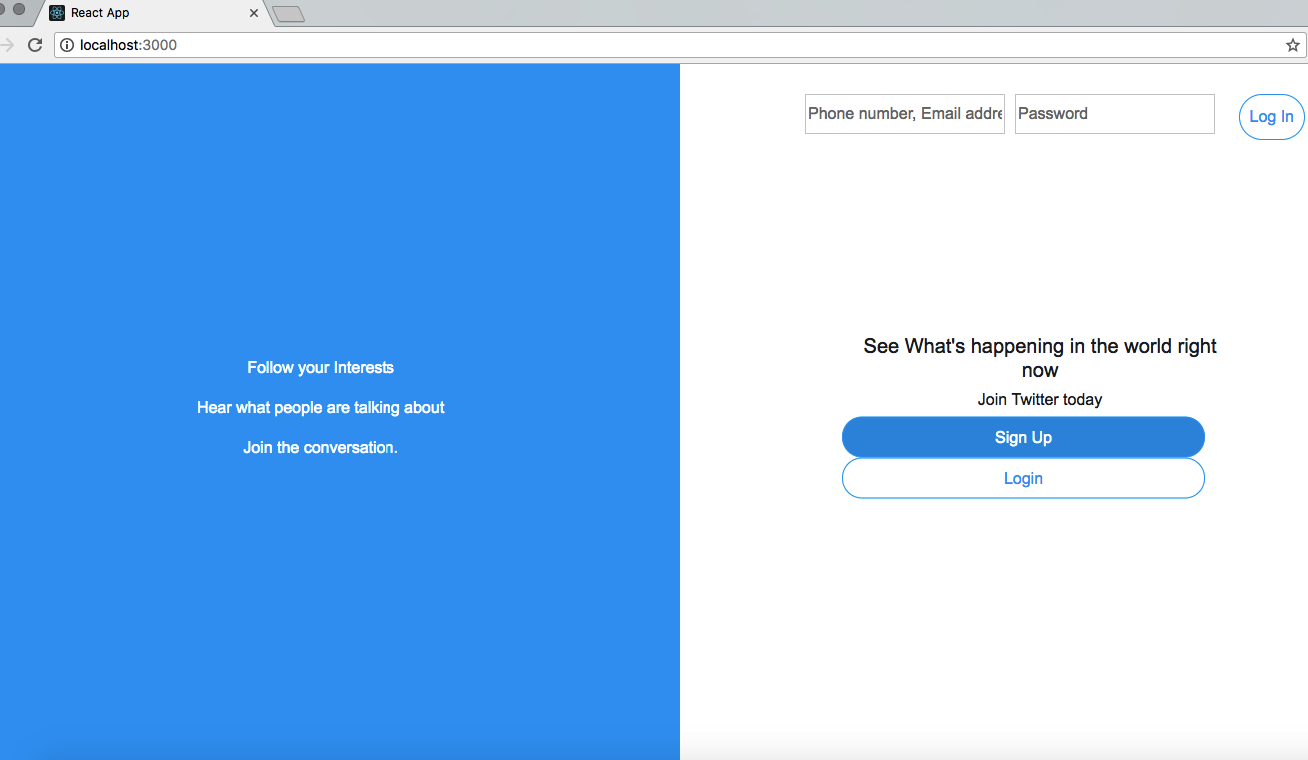 React App
localhost:3000
Phone number, Email addre
Password
Log In
Follow your Interests
Hear what people are talking about
Join the conversation.
See What's happening in the world right
now
Join Twitter today
Sign Up
Login